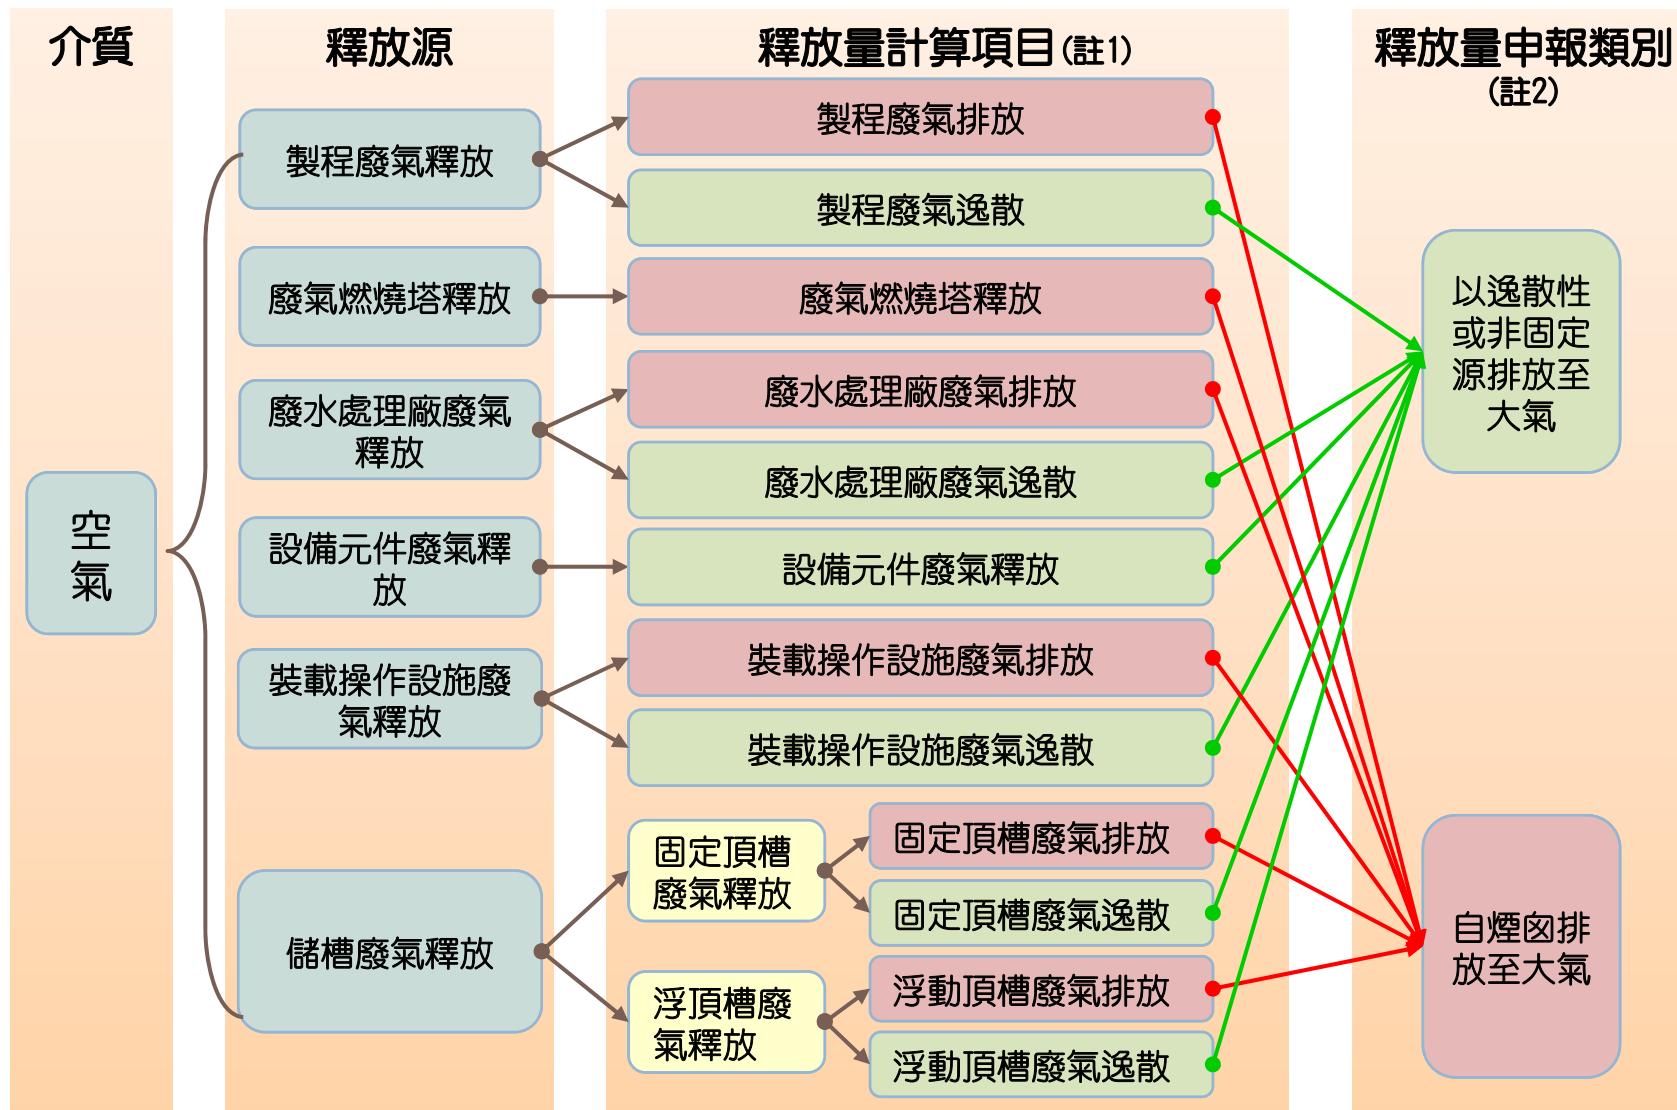 介質
釋放源
釋放量計算項目(註1)
釋放量申報類別
(註2)
空
氣
製程廢氣釋放
廢氣燃燒塔釋放
廢水處理廠廢氣
釋放
設備元件廢氣釋
放
裝載操作設施廢
氣釋放
儲槽廢氣釋放
製程廢氣排放
製程廢氣逸散
廢氣燃燒塔釋放
廢水處理廠廢氣排放
廢水處理廠廢氣逸散
設備元件廢氣釋放
裝載操作設施廢氣排放
裝載操作設施廢氣逸散
固定頂槽
廢氣釋放
固定頂槽廢氣排放
固定頂槽廢氣逸散
浮頂槽廢
氣釋放
浮動頂槽廢氣排放
浮動頂槽廢氣逸散
以逸散性
或非固定
源排放至
大氣
自煙囪排
放至大氣